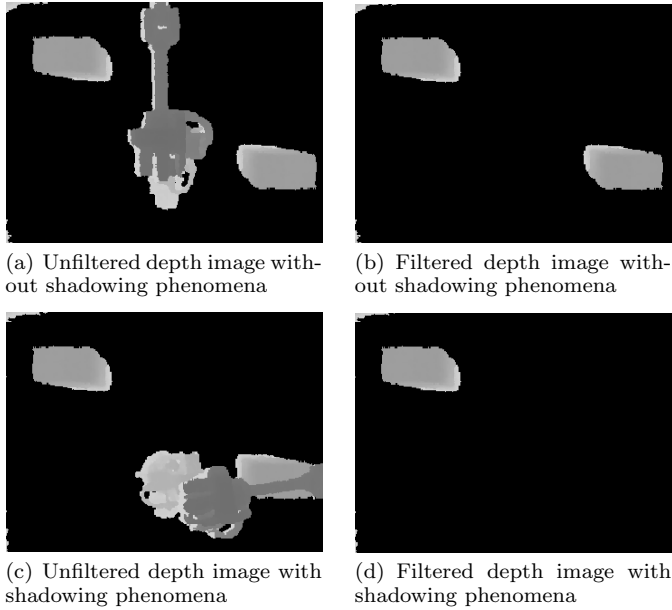 (a) Unfiltered depth image with-
out shadowing phenomena
(b) Filtered depth image with-
out shadowing phenomena
(c) Unfiltered depth image with
shadowing phenomena
(d) Filtered depth image with
shadowing phenomena